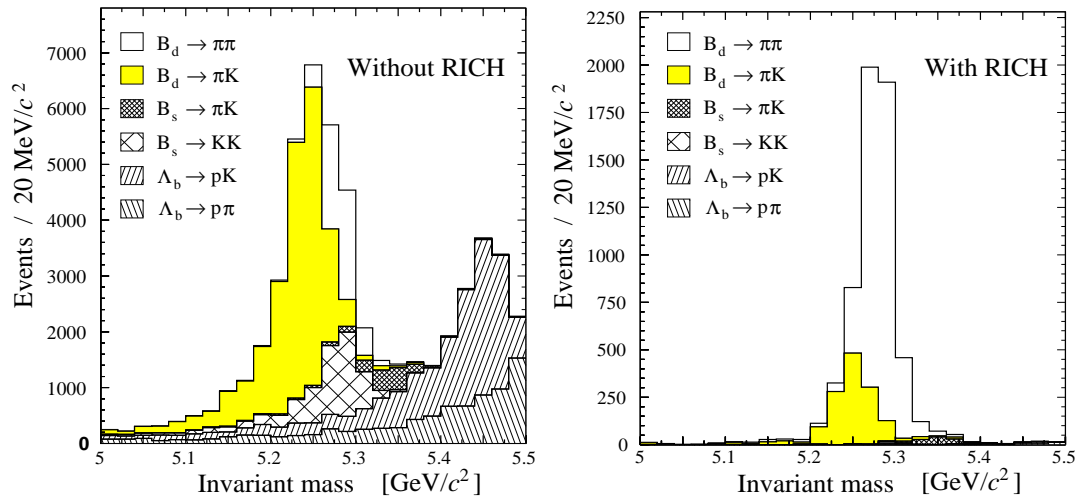 Events / 20 MeV/c²
7000
6000
5000
4000
3000
2000
1000
0
0
B_d → ππ
B_d → πK
B_s → πK
B_s → KK
Λ_b → pK
Λ_b → pπ
Without RICH
5 5.1 5.2 5.3 5.4 5.5
Invariant mass [GeV/c²]
Events / 20 MeV/c²
2250
2000
1750
1500
1250
1000
750
500
250
0
B_d → ππ
B_d → πK
B_s → πK
B_s → KK
Λ_b → pK
Λ_b → pπ
With RICH
5 5.1 5.2 5.3 5.4 5.5
Invariant mass [GeV/c²]